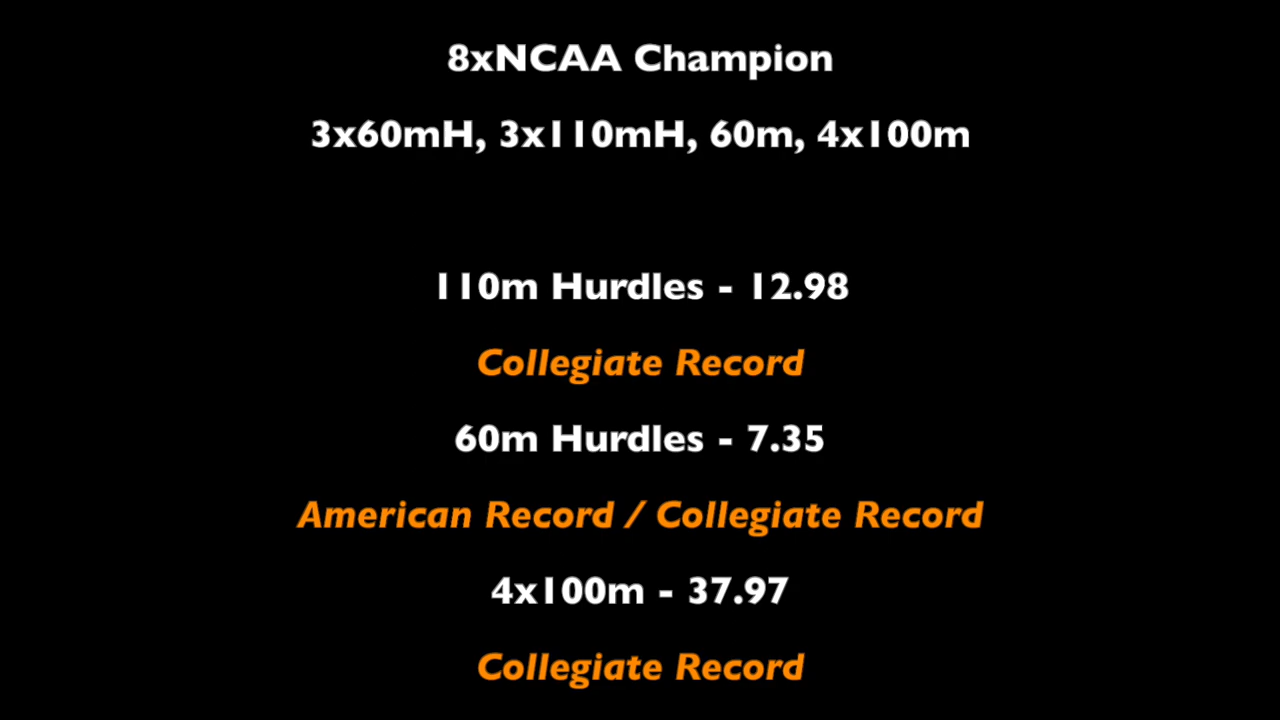 8xNCAA Champion
3x60mH, 3x110mH, 60m, 4x100m
110m Hurdles - 12.98
Collegiate Record
60m Hurdles - 7.35
American Record / Collegiate Record
4x100m - 37.97
Collegiate Record